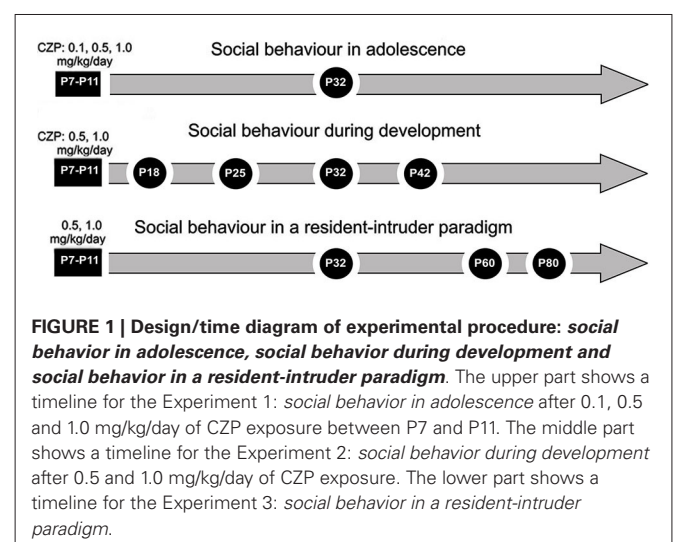 CZP: 0.1, 0.5, 1.0
mg/kg/day
Social behaviour in adolescence
P7-P11
P32
CZP: 0.5, 1.0
mg/kg/day
Social behaviour during development
P7-P11
P18
P25
P32
P42
0.5, 1.0
mg/kg/day
Social behaviour in a resident-intruder paradigm
P7-P11
P32
P60
P80
FIGURE 1 | Design/time diagram of experimental procedure: social
behavior in adolescence, social behavior during development and
social behavior in a resident-intruder paradigm. The upper part shows a
timeline for the Experiment 1: social behavior in adolescence after 0.1, 0.5
and 1.0 mg/kg/day of CZP exposure between P7 and P11. The middle part
shows a timeline for the Experiment 2: social behavior during development
after 0.5 and 1.0 mg/kg/day of CZP exposure. The lower part shows a
timeline for the Experiment 3: social behavior in a resident-intruder
paradigm.